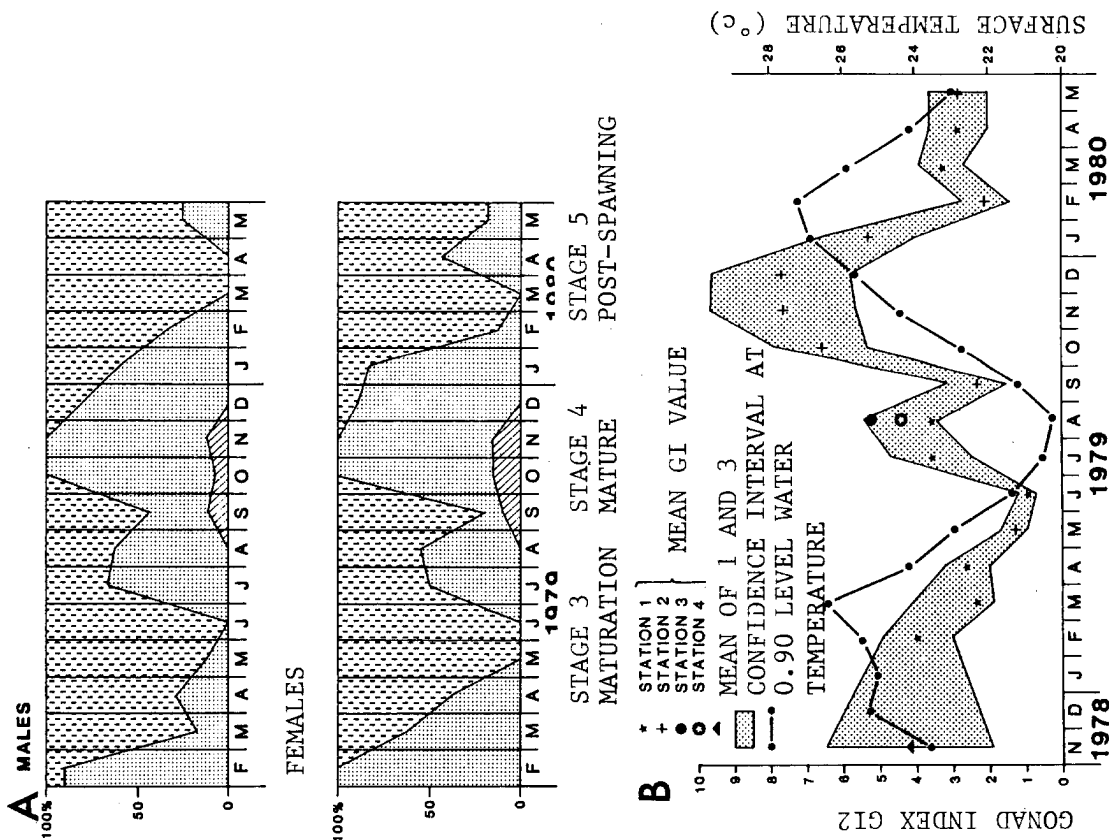 A
MALES
100%
50
0
F M A M J J A S O N D J F M A M
FEMALES
100%
50
0
F M A M J J A S O N D J F M A M
1979 1980
STAGE 3 STAGE 4 STAGE 5
MATURATION MATURE POST-SPAWNING
B
STATION 1
STATION 2
STATION 3
STATION 4
MEAN GI VALUE
MEAN OF 1 AND 3
CONFIDENCE INTERVAL AT
0.90 LEVEL WATER
TEMPERATURE
GONAD INDEX GI2
10
9
8
7
6
5
4
3
2
1
0
SURFACE TEMPERATURE (°c)
28
26
24
22
20
N D J F M A M J J A S O N D J F M A M
1978 1979 1980